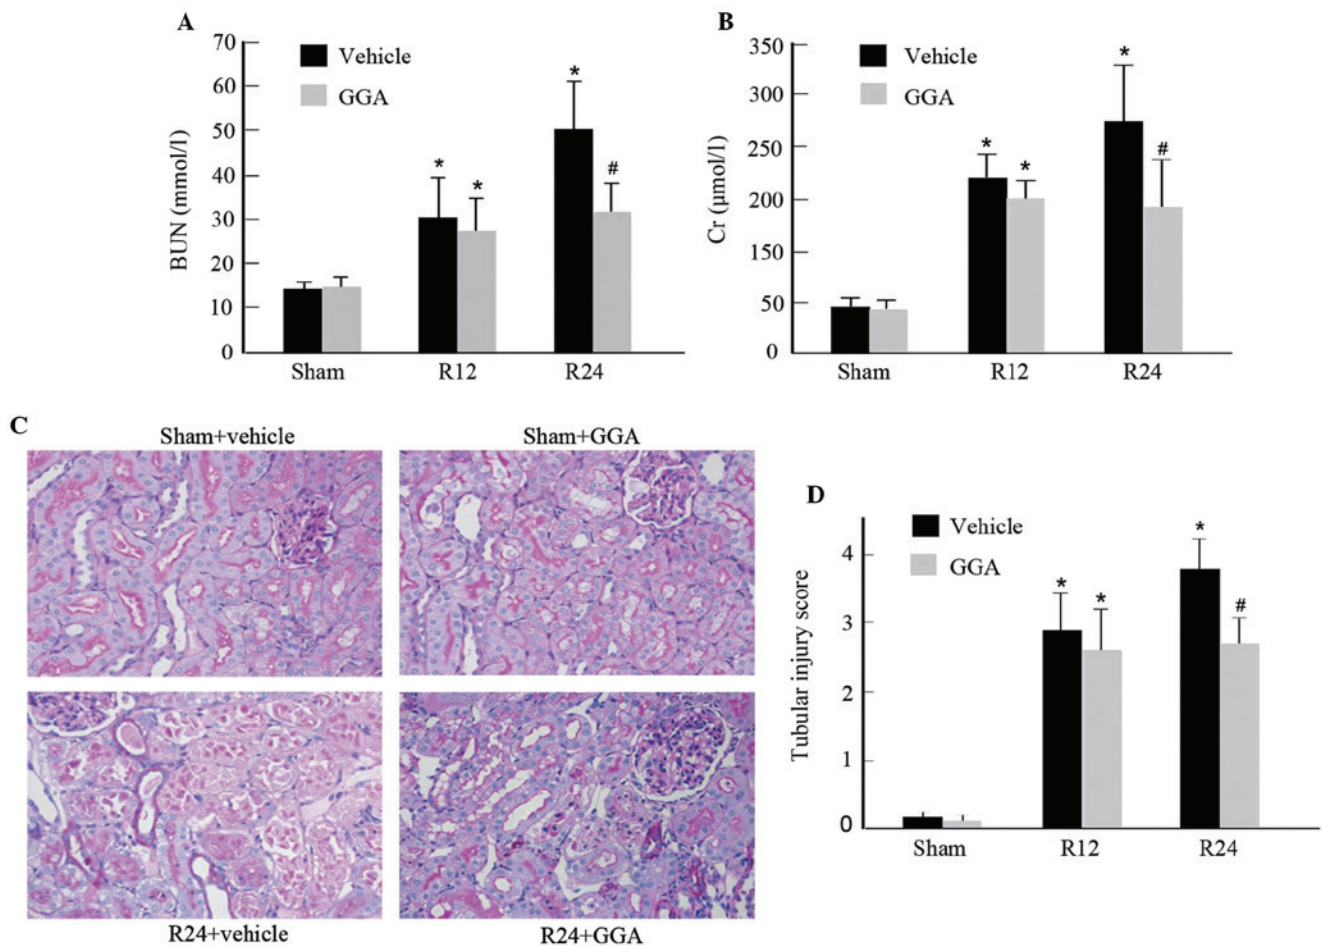 A
70
60
50
40
30
20
10
0
BUN (mmol/l)
Vehicle
GGA
*
*
*
#
Sham
R12
R24
B
350
300
250
200
150
50
0
Cr (µmol/l)
Vehicle
GGA
*
*
*
#
Sham
R12
R24
C
Sham+vehicle
Sham+GGA
R24+vehicle
R24+GGA
D
4
3
2
1
0
Tubular injury score
Vehicle
GGA
*
*
*
#
Sham
R12
R24